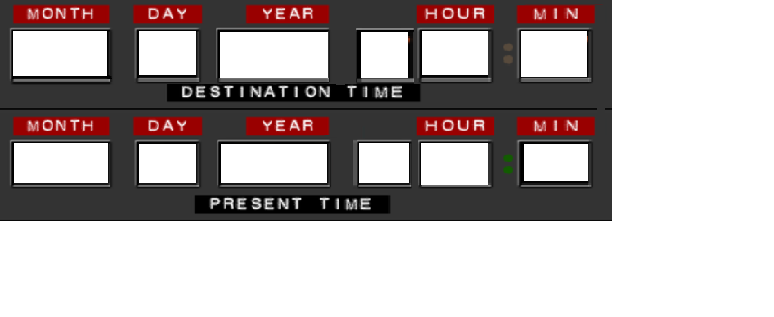 MONTH DAY YEAR HOUR MIN
DESTINATION TIME
MONTH DAY YEAR HOUR MIN
PRESENT TIME